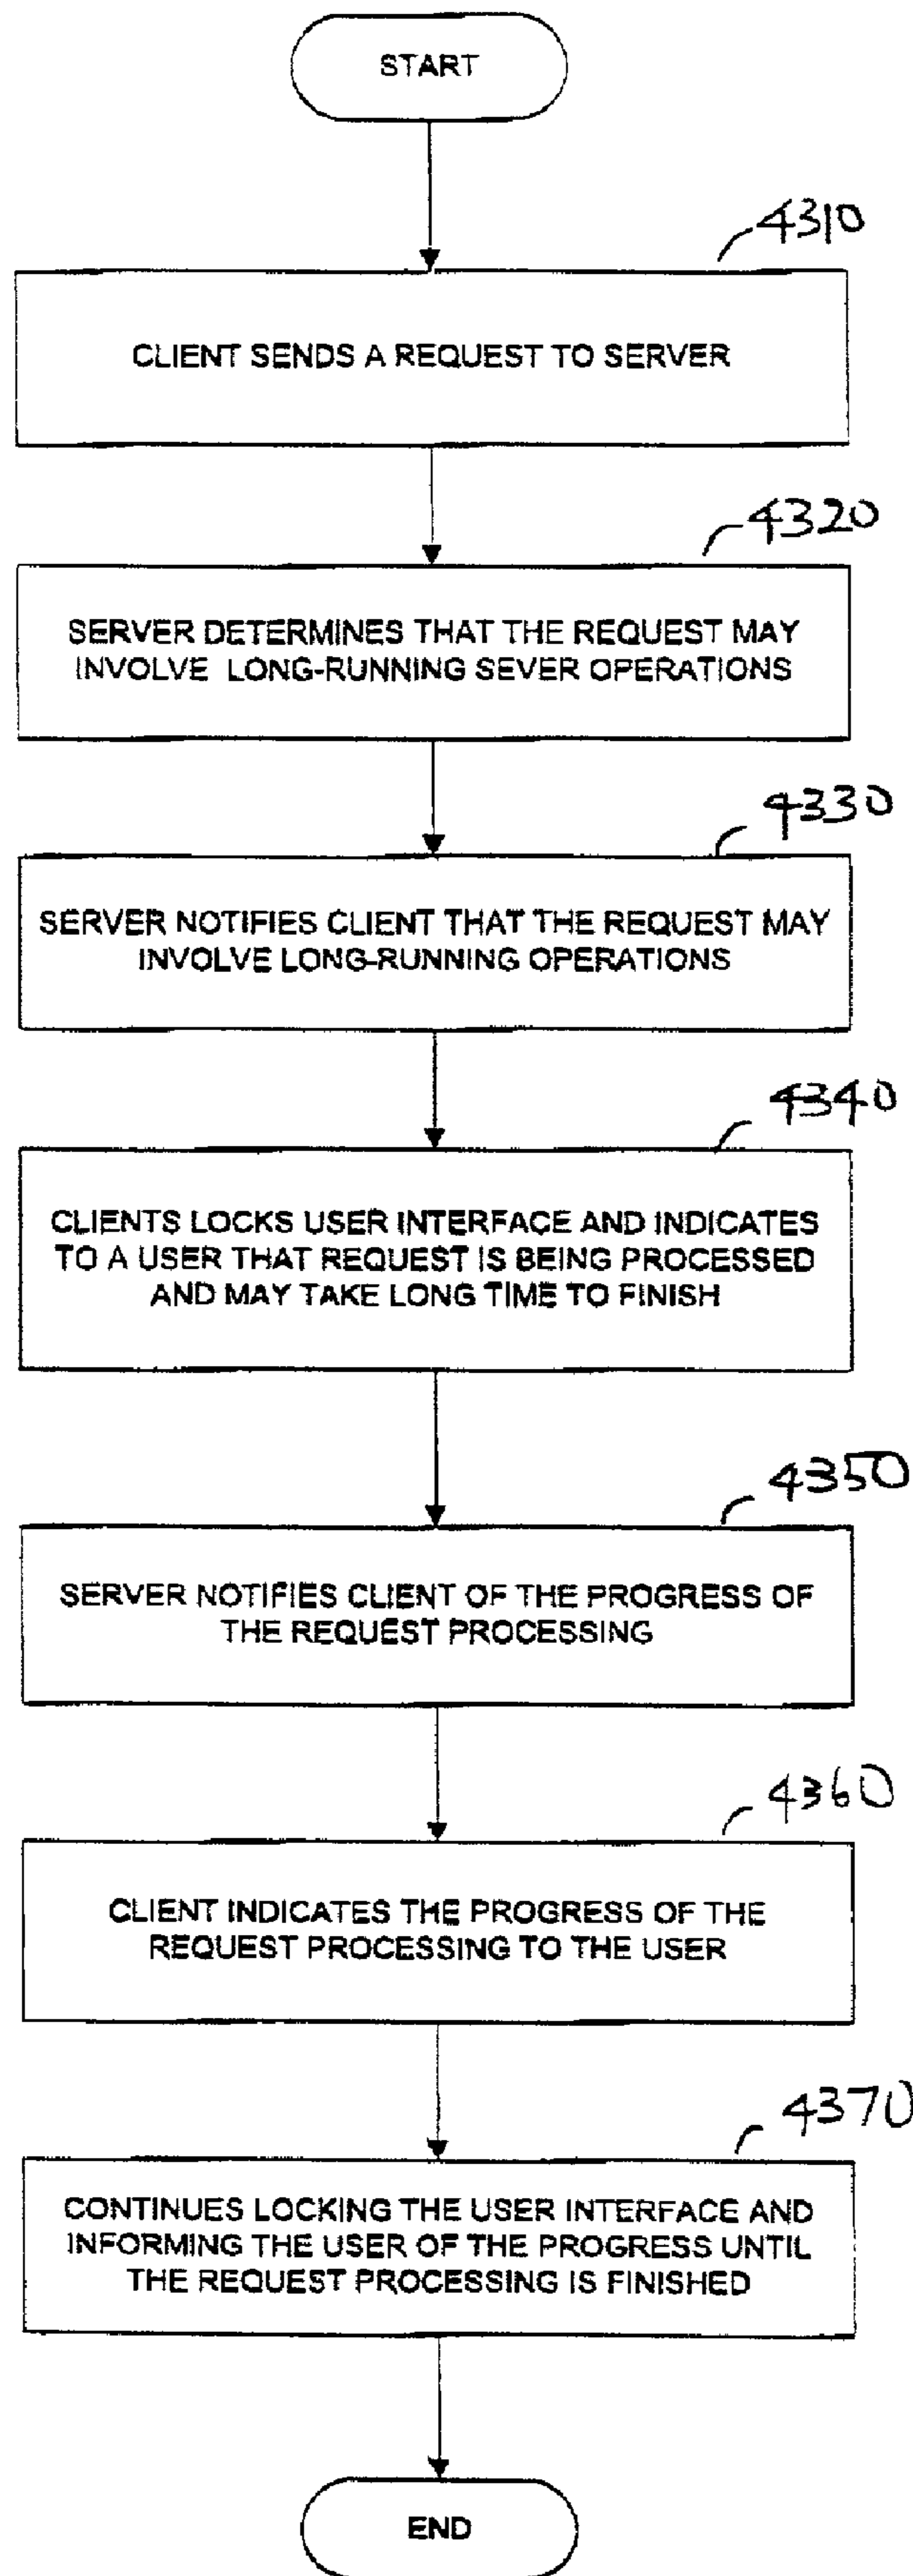 START
4310
CLIENT SENDS A REQUEST TO SERVER
4320
SERVER DETERMINES THAT THE REQUEST MAY
INVOLVE LONG-RUNNING SEVER OPERATIONS
4330
SERVER NOTIFIES CLIENT THAT THE REQUEST MAY
INVOLVE LONG-RUNNING OPERATIONS
4340
CLIENTS LOCKS USER INTERFACE AND INDICATES
TO A USER THAT REQUEST IS BEING PROCESSED
AND MAY TAKE LONG TIME TO FINISH
4350
SERVER NOTIFIES CLIENT OF THE PROGRESS OF
THE REQUEST PROCESSING
4360
CLIENT INDICATES THE PROGRESS OF THE
REQUEST PROCESSING TO THE USER
4370
CONTINUES LOCKING THE USER INTERFACE AND
INFORMING THE USER OF THE PROGRESS UNTIL
THE REQUEST PROCESSING IS FINISHED
END